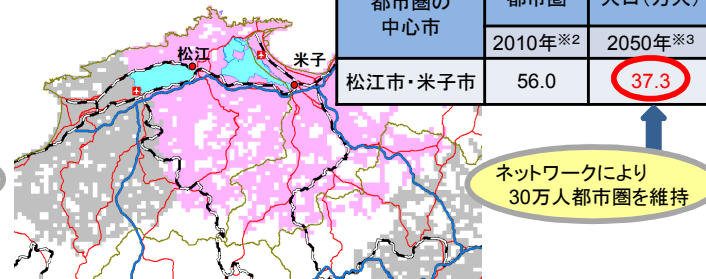 都市圏の
中心市
都市圏
人口(万人)
2010年※2
2050年※3
松江市・米子市
56.0
37.3
松江
米子
ネットワークにより
30万人都市圏を維持